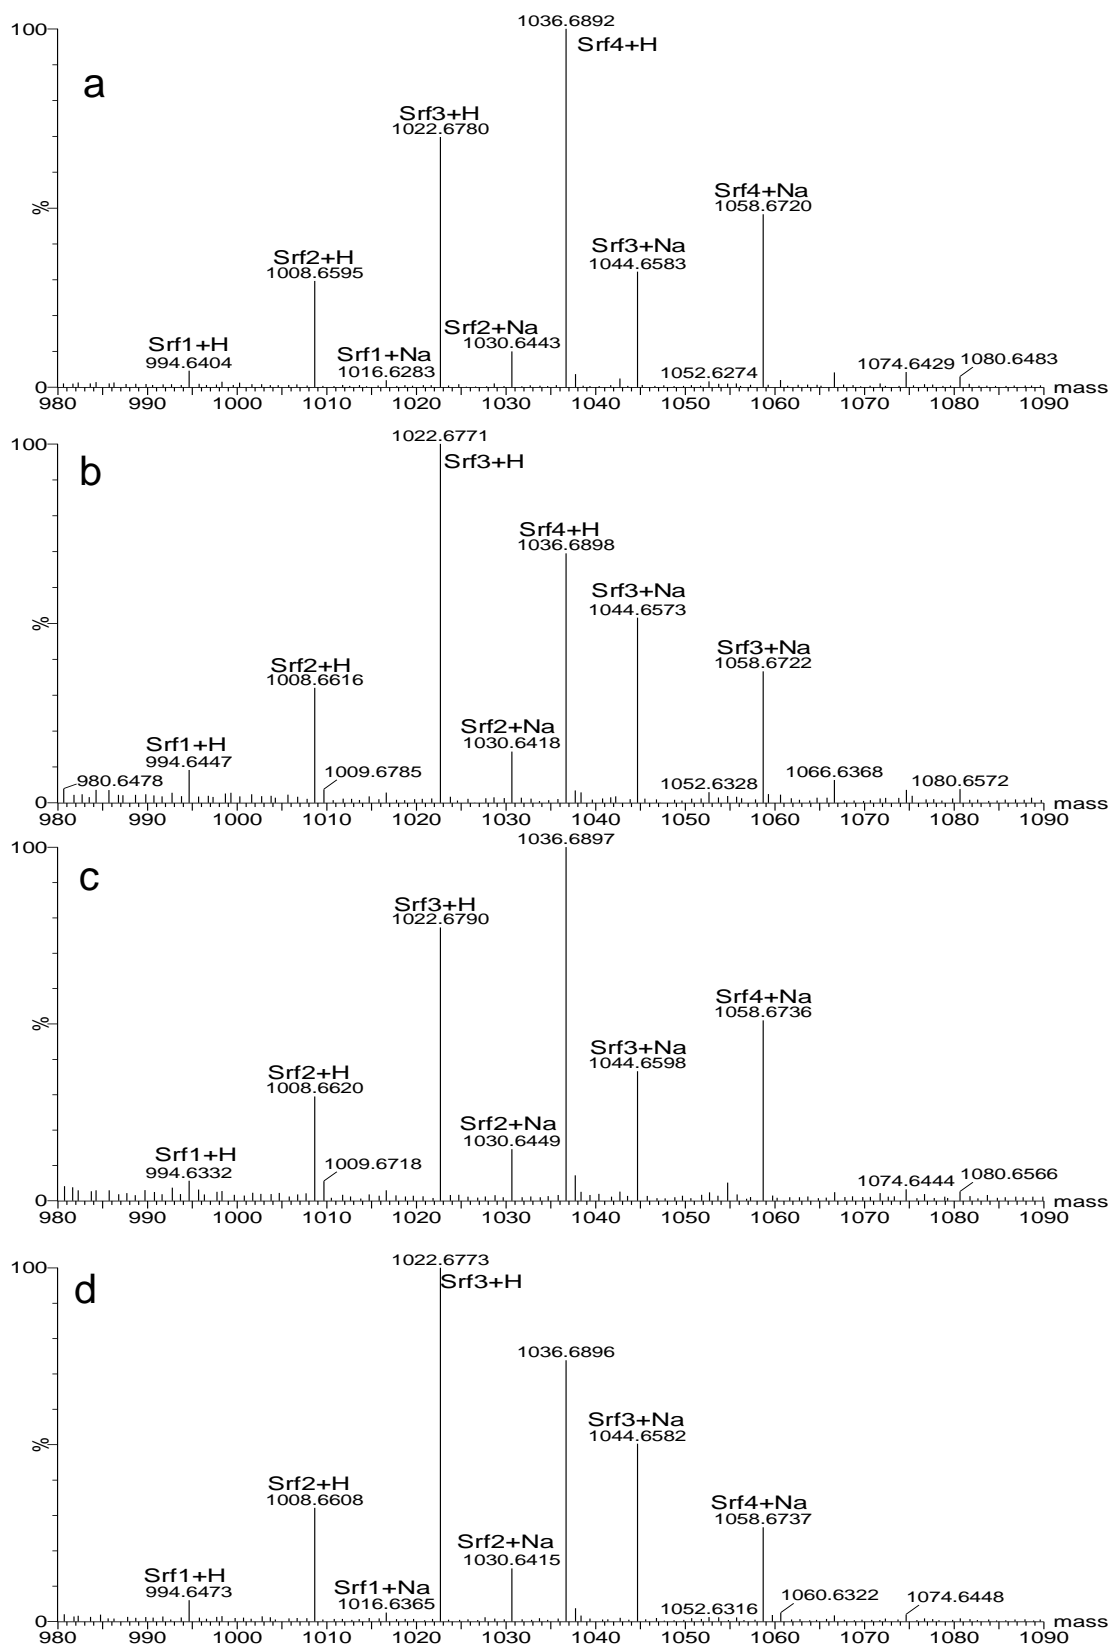 1036.6892
100
Srf4+H
a
Srf3+H
1022.6780
Srf4+Na
1058.6720
%
Srf3+Na
1044.6583
Srf2+H
1008.6595
Srf2+Na
1030.6443
Srf1+H
994.6404
Srf1+Na
1016.6283
1052.6274
1074.6429
1080.6483
0
mass
980 990 1000 1010 1020 1030 1040 1050 1060 1070 1080 1090
1022.6771
100
Srf3+H
b
Srf4+H
1036.6898
Srf3+Na
1044.6573
%
Srf3+Na
1058.6722
Srf2+H
1008.6616
Srf2+Na
1030.6418
Srf1+H
994.6447
980.6478
1009.6785
1052.6328
1066.6368
1080.6572
0
mass
980 990 1000 1010 1020 1030 1040 1050 1060 1070 1080 1090
1036.6897
100
c
Srf3+H
1022.6790
Srf4+Na
1058.6736
%
Srf3+Na
1044.6598
Srf2+H
1008.6620
Srf2+Na
1030.6449
Srf1+H
994.6332
1009.6718
1074.6444
1080.6566
0
mass
980 990 1000 1010 1020 1030 1040 1050 1060 1070 1080 1090
1022.6773
100
Srf3+H
d
1036.6896
Srf3+Na
1044.6582
%
Srf2+H
1008.6608
Srf4+Na
1058.6737
Srf2+Na
1030.6415
Srf1+H
994.6473
Srf1+Na
1016.6365
1052.6316
1060.6322
1074.6448
0
mass
980 990 1000 1010 1020 1030 1040 1050 1060 1070 1080 1090